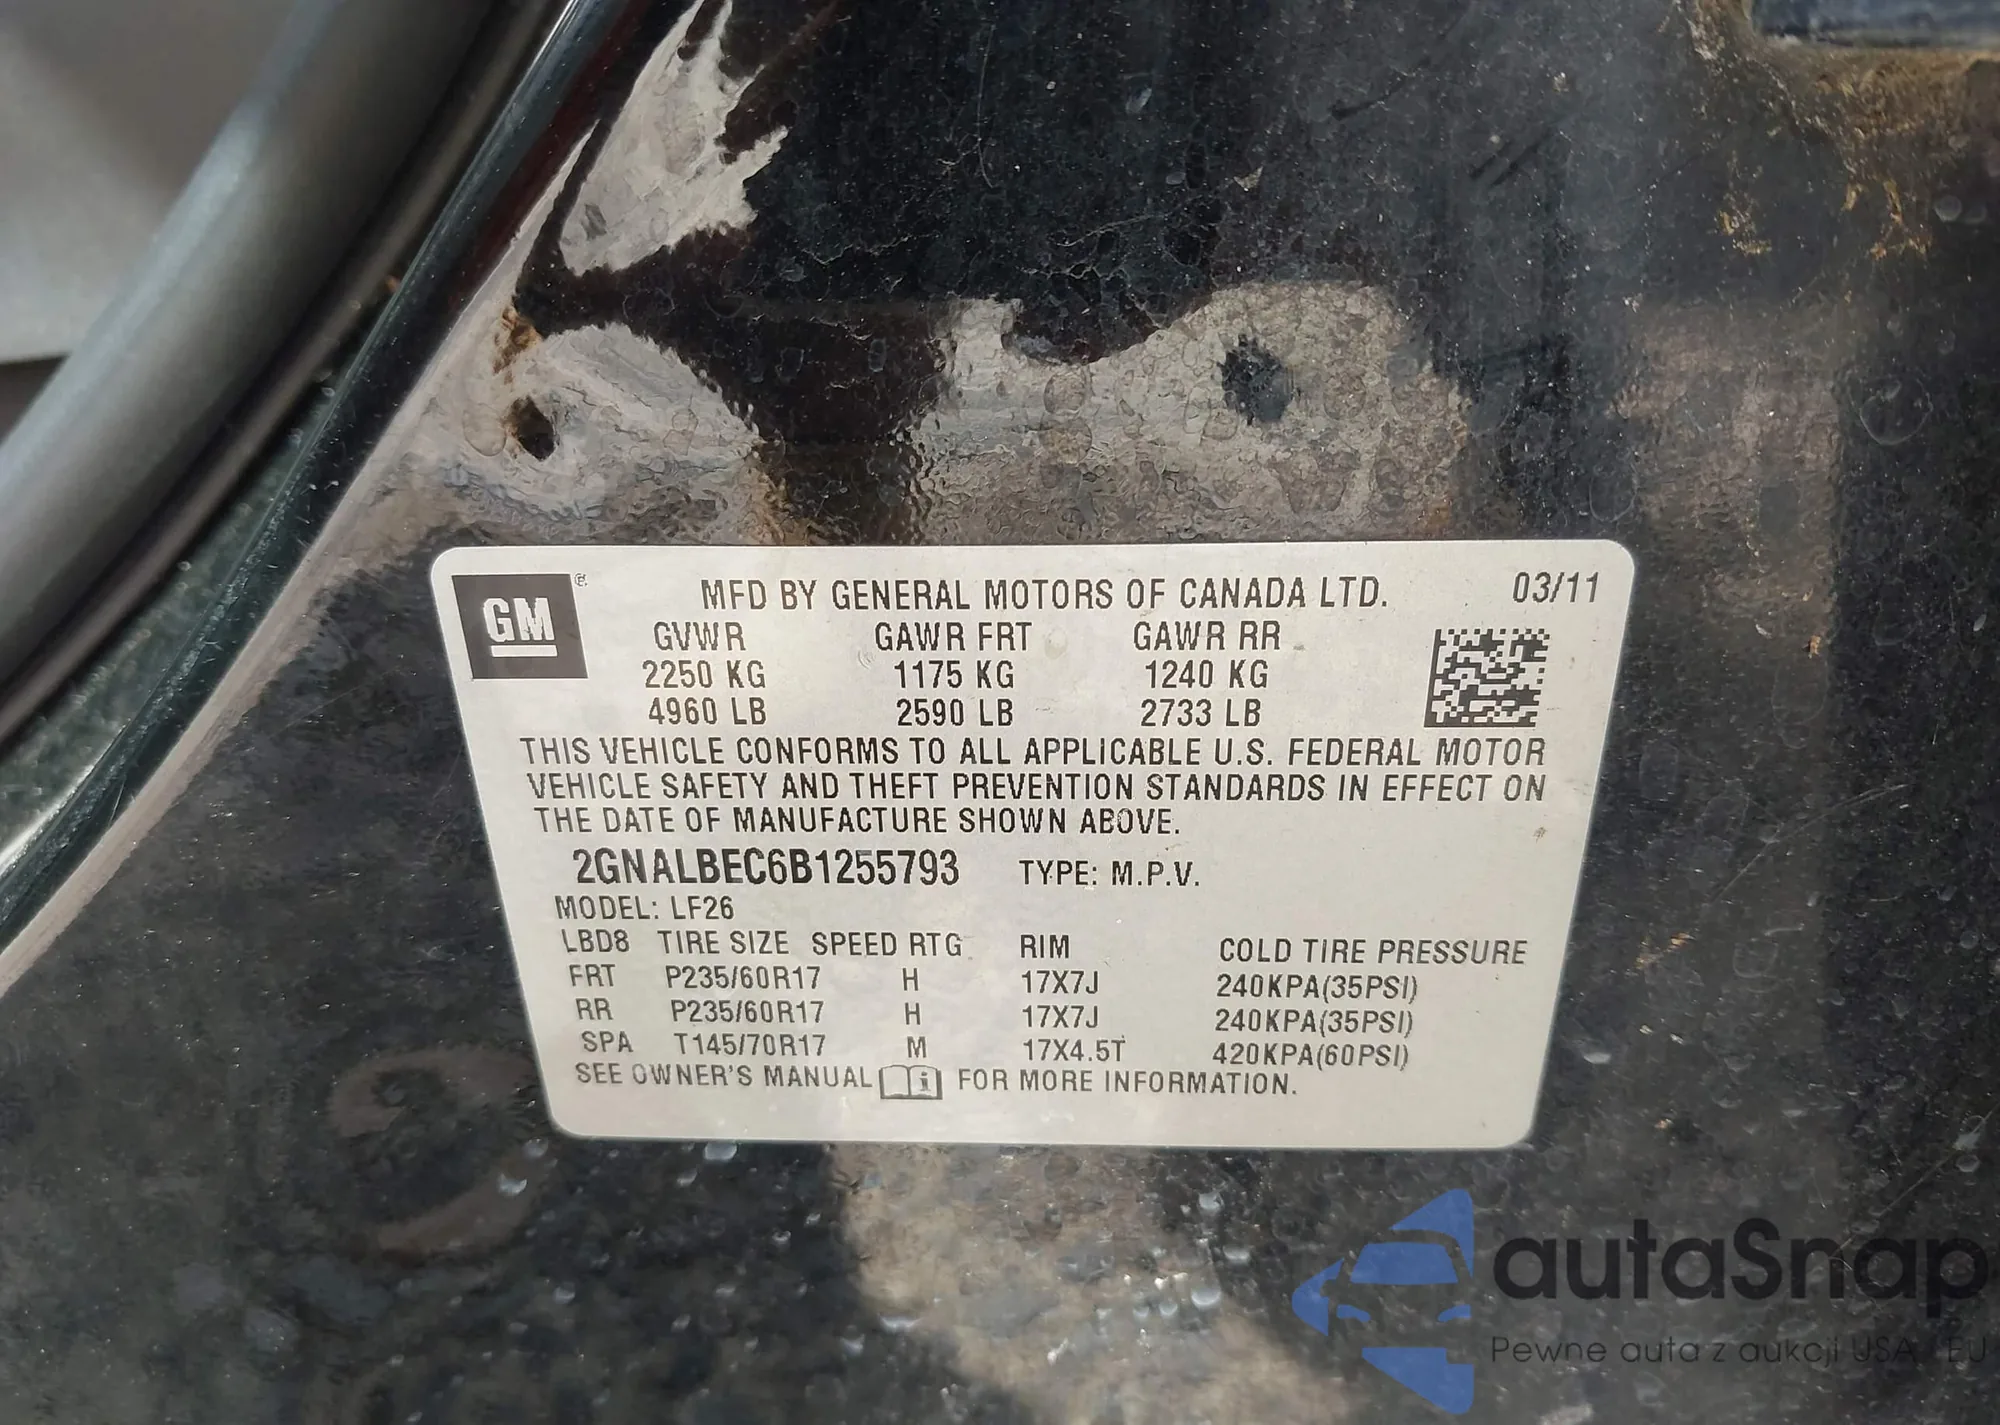 GM
MFD BY GENERAL MOTORS OF CANADA LTD. 03/11
GVWR GAWR FRT GAWR RR
2250 KG 1175 KG 1240 KG
4960 LB 2590 LB 2733 LB
THIS VEHICLE CONFORMS TO ALL APPLICABLE U.S. FEDERAL MOTOR
VEHICLE SAFETY AND THEFT PREVENTION STANDARDS IN EFFECT ON
THE DATE OF MANUFACTURE SHOWN ABOVE.
2GNALBEC6B1255793 TYPE: M.P.V.
MODEL: LF26
LBD8 TIRE SIZE SPEED RTG RIM COLD TIRE PRESSURE
FRT P235/60R17 H 17X7J 240KPA(35PSI)
RR P235/60R17 H 17X7J 240KPA(35PSI)
SPA T145/70R17 M 17X4.5T 420KPA(60PSI)
SEE OWNER'S MANUAL i FOR MORE INFORMATION.
autaSnap
Pewne auta z aukcji USA / EU